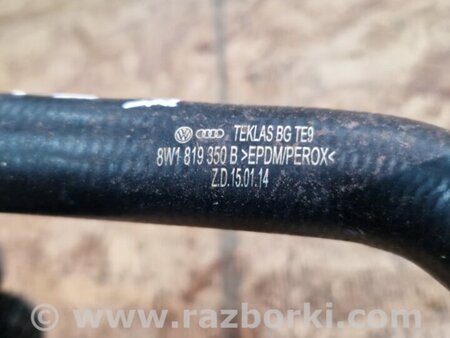 TEKLAS BG TE9
8W1 819 350 B >EPDM/PEROX<
Z.D.15.01.14
www.razborki.com